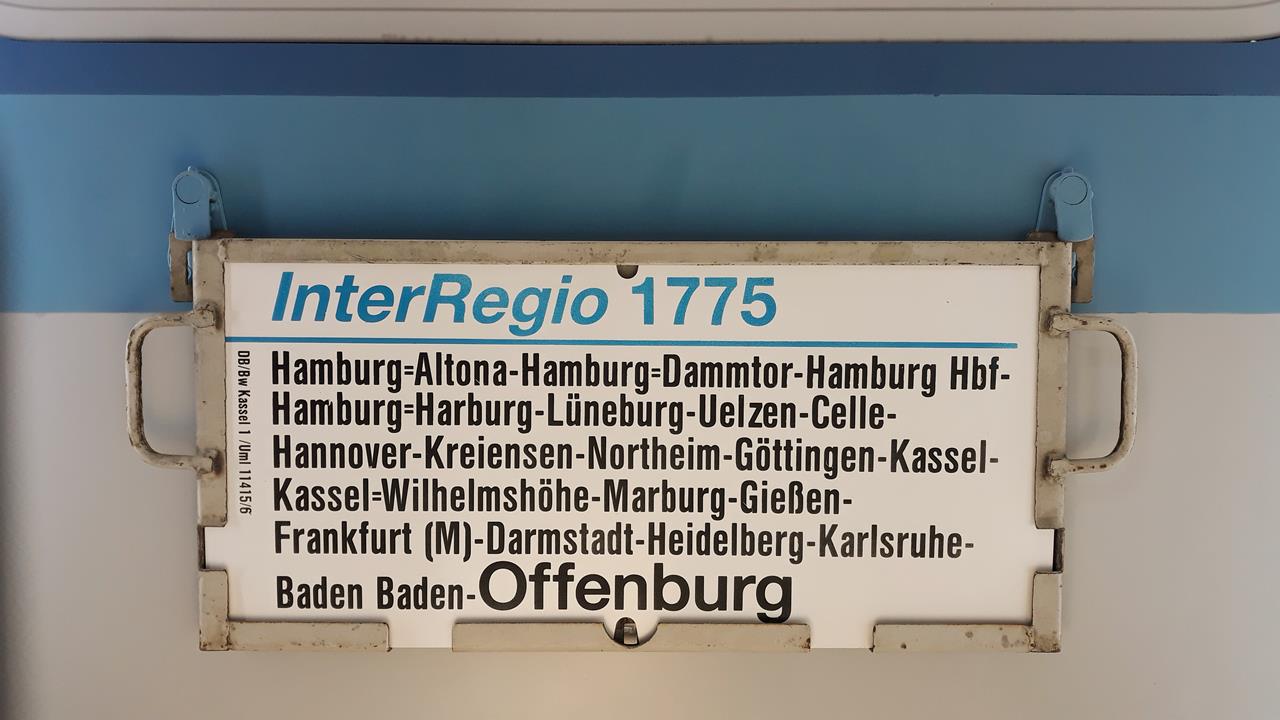 InterRegio 1775
Hamburg=Altona-Hamburg=Dammtor-Hamburg Hbf-
Hamburg=Harburg-Lüneburg-Uelzen-Celle-
Hannover-Kreiensen-Northeim-Göttingen-Kassel-
Kassel=Wilhelmshöhe-Marburg-Gießen-
Frankfurt (M)-Darmstadt-Heidelberg-Karlsruhe-
Baden Baden-Offenburg
DB/Bw Kassel 1 /Uml 11415/6